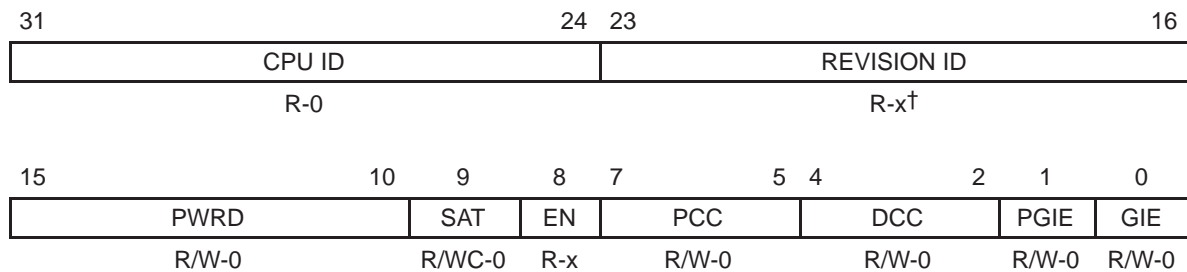 31 24 23 16
CPU ID REVISION ID
R-0 R-x†
15 10 9 8 7 5 4 2 1 0
PWRD SAT EN PCC DCC PGIE GIE
R/W-0 R/WC-0 R-x R/W-0 R/W-0 R/W-0 R/W-0